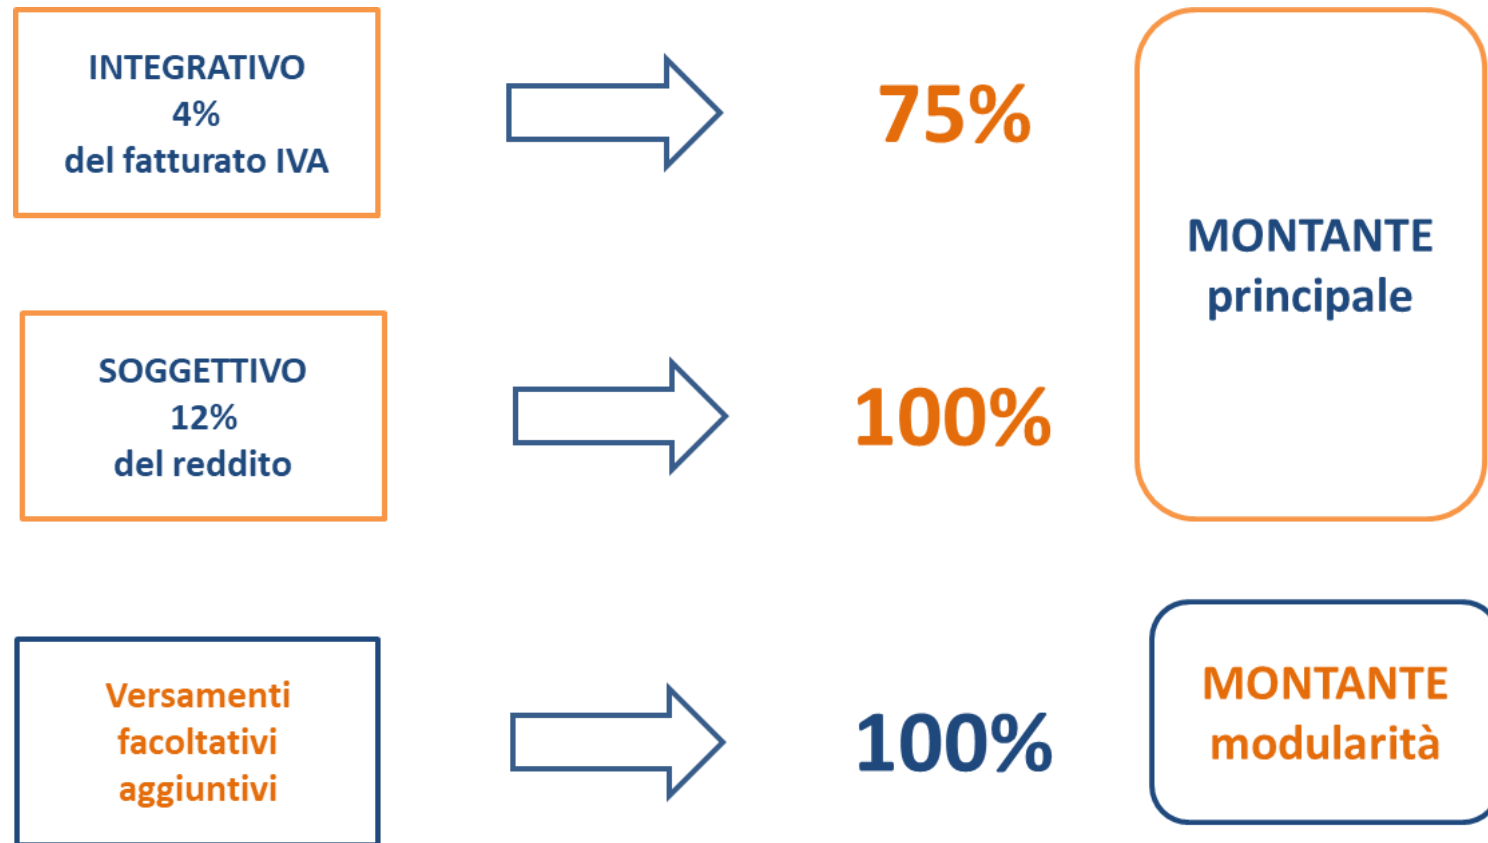 INTEGRATIVO
4%
del fatturato IVA
75%
SOGGETTIVO
12%
del reddito
100%
MONTANTE
principale
Versamenti
facoltativi
aggiuntivi
100%
MONTANTE
modularità